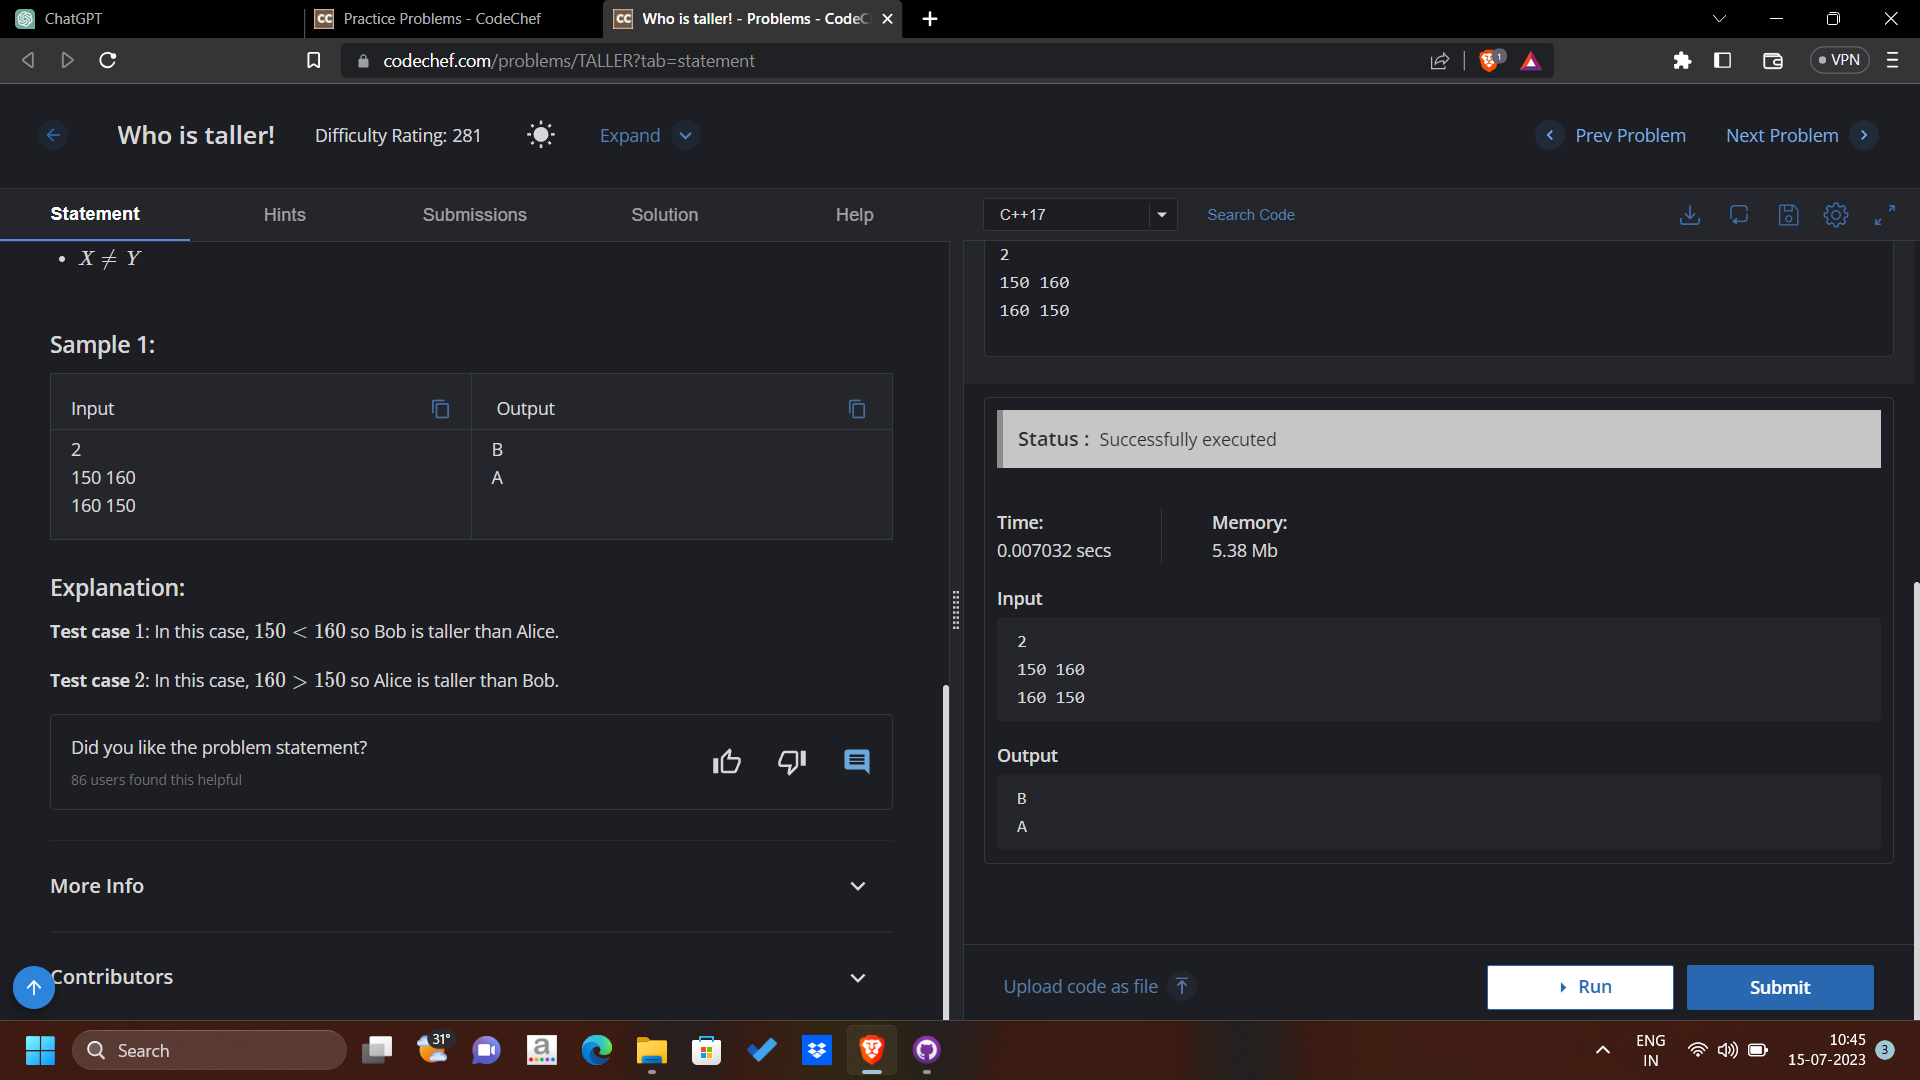 ChatGPT
Practice Problems - CodeChef
Who is taller! - Problems - CodeC
codechef.com/problems/TALLER?tab=statement
1
VPN
Who is taller!
Difficulty Rating: 281
Expand
Prev Problem
Next Problem
Statement
Hints
Submissions
Solution
Help
• X ≠ Y
Sample 1:
Input
Output
2
150 160
160 150
B
A
Explanation:
Test case 1: In this case, 150 < 160 so Bob is taller than Alice.
Test case 2: In this case, 160 > 150 so Alice is taller than Bob.
Did you like the problem statement?
86 users found this helpful
More Info
Contributors
C++17
Search Code
2
150 160
160 150
Status : Successfully executed
Time:
0.007032 secs
Memory:
5.38 Mb
Input
2
150 160
160 150
Output
B
A
Upload code as file
Run
Submit
Search
31°
a
ENG
IN
10:45
15-07-2023
3